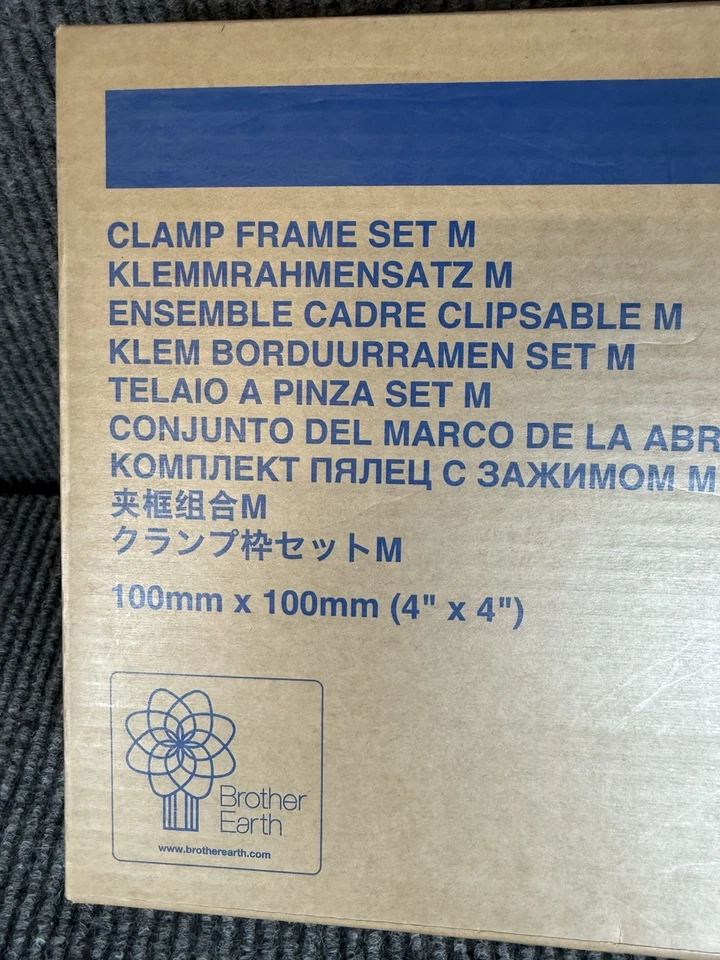 CLAMP FRAME SET M
KLEMMRAHMENSATZ M
ENSEMBLE CADRE CLIPSABLE M
KLEM BORDUURRAMEN SET M
TELAIO A PINZA SET M
CONJUNTO DEL MARCO DE LA ABR
КОМПЛЕКТ ПЯЛЕЦ С ЗАЖИМОМ M
夹框组合M
クランプ枠セットM
100mm x 100mm (4" x 4")
Brother
Earth
www.brotherearth.com